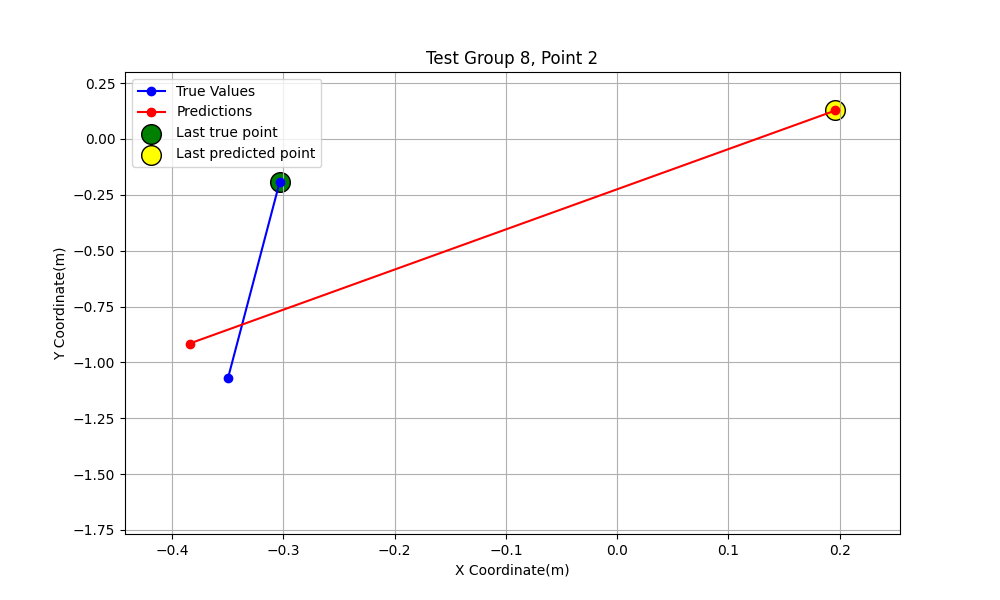 Test Group 8, Point 2
True Values
Predictions
Last true point
Last predicted point
0.25
0.00
−0.25
−0.50
−0.75
−1.00
−1.25
−1.50
−1.75
Y Coordinate(m)
−0.4
−0.3
−0.2
−0.1
0.0
0.1
0.2
X Coordinate(m)